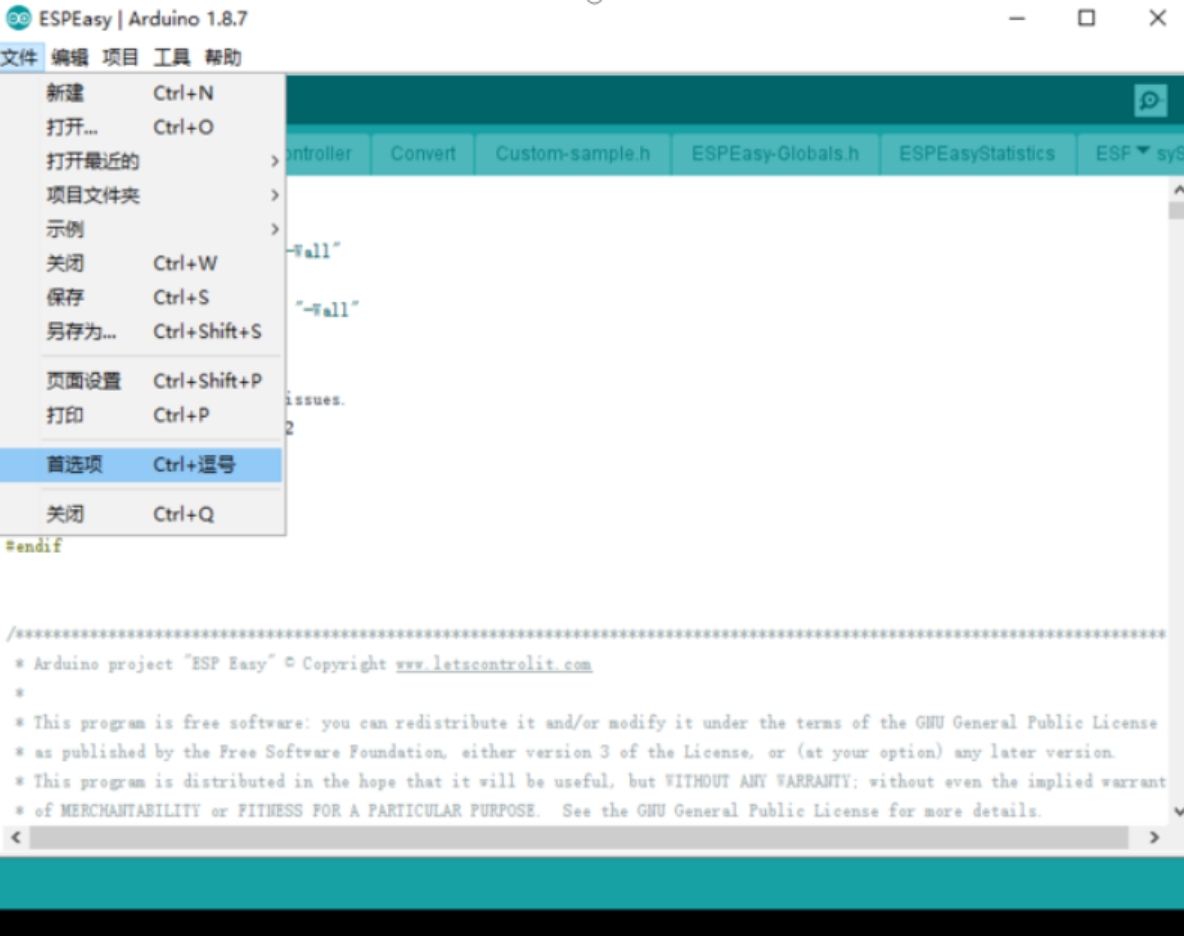 ESPEasy | Arduino 1.8.7
文件 编辑 项目 工具 帮助
新建 Ctrl+N
打开... Ctrl+O
打开最近的
项目文件夹
示例
关闭 Ctrl+W
保存 Ctrl+S
另存为... Ctrl+Shift+S
页面设置 Ctrl+Shift+P
打印 Ctrl+P
首选项 Ctrl+逗号
关闭 Ctrl+Q
ontroller Convert Custom-sample.h ESPEasy-Globals.h ESPEasyStatistics ESP syS
-Wall"
"-Wall"
issues.
2
#endif
/****************************************************************************************************************************
* Arduino project "ESP Easy" © Copyright www.letscontrolit.com
*
* This program is free software: you can redistribute it and/or modify it under the terms of the GNU General Public License
* as published by the Free Software Foundation, either version 3 of the License, or (at your option) any later version.
* This program is distributed in the hope that it will be useful, but WITHOUT ANY WARRANTY; without even the implied warrant
* of MERCHANTABILITY or FITNESS FOR A PARTICULAR PURPOSE. See the GNU General Public License for more details.